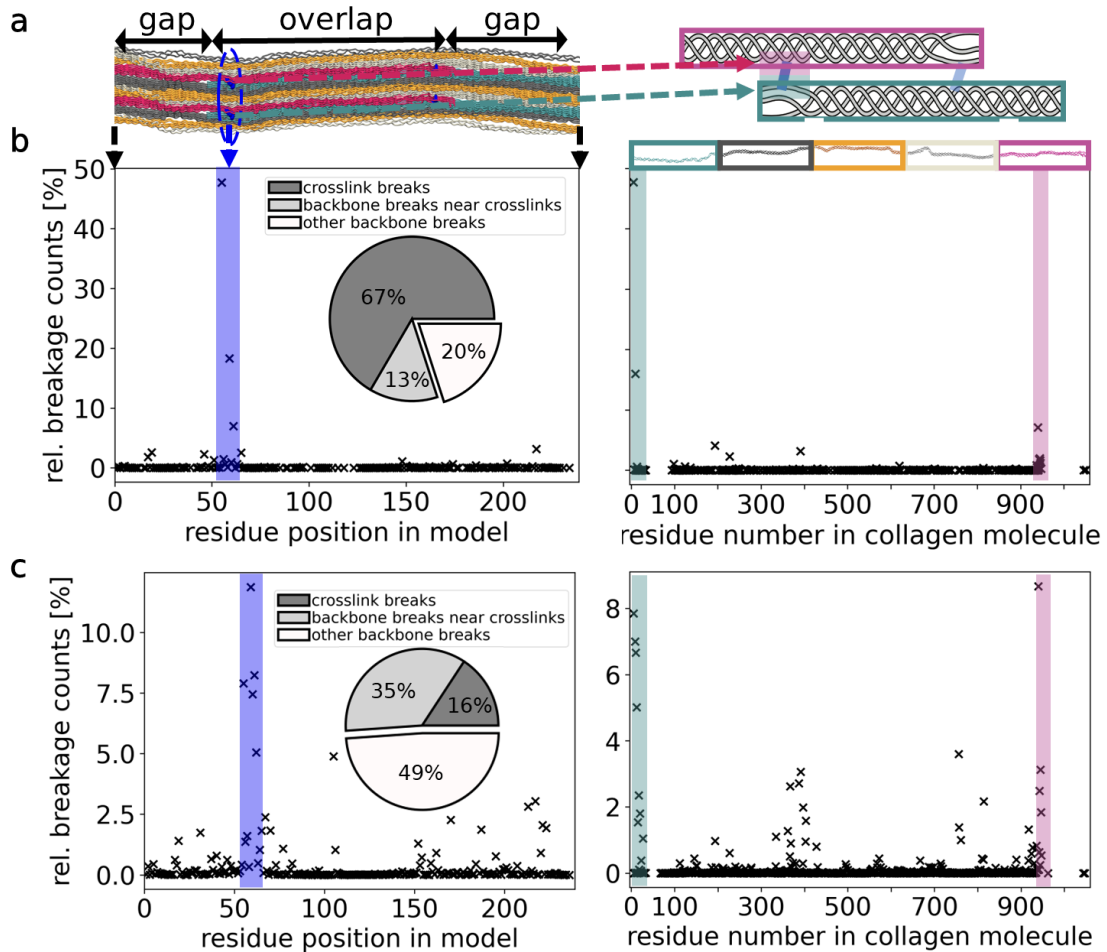 a
gap overlap gap
b
rel. breakage counts [%]
50
40
30
20
10
0
crosslink breaks
backbone breaks near crosslinks
other backbone breaks
67%
13%
20%
0 50 100 150 200
residue position in model
0 100 300 500 700 900
residue number in collagen molecule
c
rel. breakage counts [%]
10.0
7.5
5.0
2.5
0.0
crosslink breaks
backbone breaks near crosslinks
other backbone breaks
35%
16%
49%
0 50 100 150 200
residue position in model
8
6
4
2
0
0 100 300 500 700 900
residue number in collagen molecule